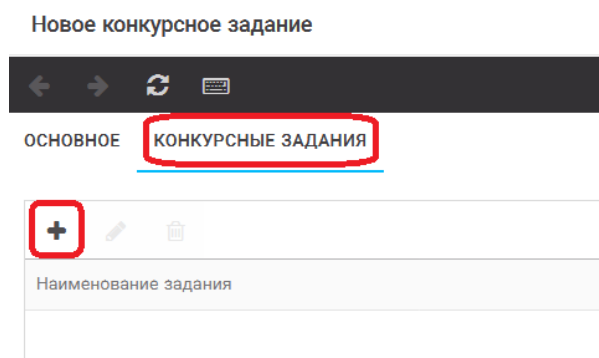 Новое конкурсное задание
ОСНОВНОЕ КОНКУРСНЫЕ ЗАДАНИЯ
Наименование задания